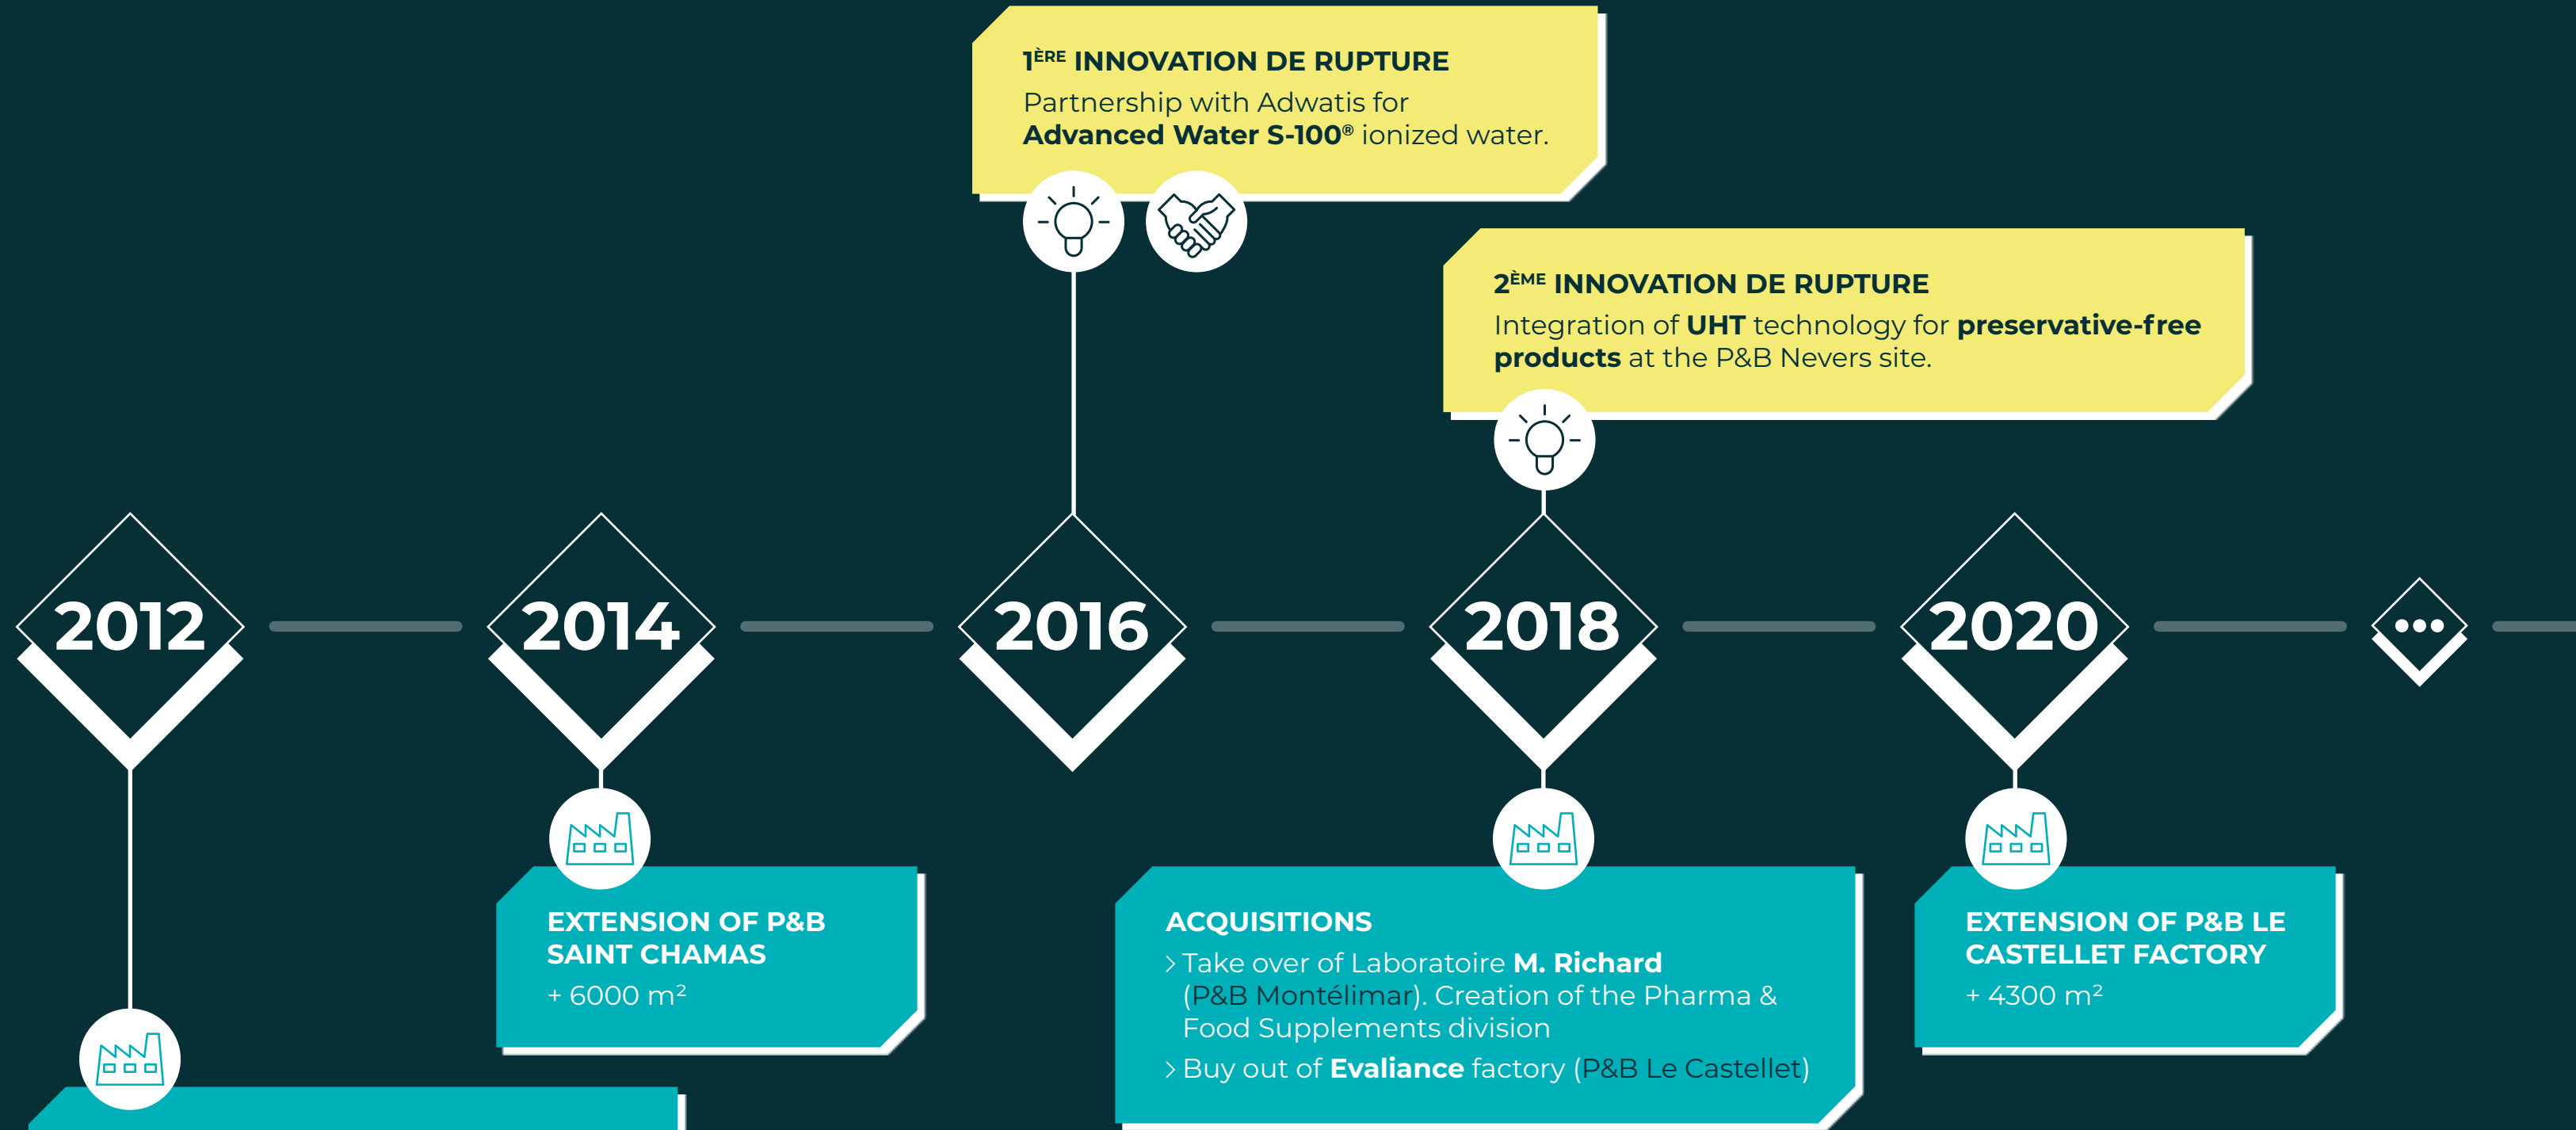 1ÈRE INNOVATION DE RUPTURE
Partnership with Adwatis for
Advanced Water S-100® ionized water.
2ÈME INNOVATION DE RUPTURE
Integration of UHT technology for preservative-free
products at the P&B Nevers site.
2012
2014
2016
2018
2020
EXTENSION OF P&B
SAINT CHAMAS
+ 6000 m²
ACQUISITIONS
> Take over of Laboratoire M. Richard
(P&B Montélimar). Creation of the Pharma &
Food Supplements division
> Buy out of Evaliance factory (P&B Le Castellet)
EXTENSION OF P&B LE
CASTELLET FACTORY
+ 4300 m²